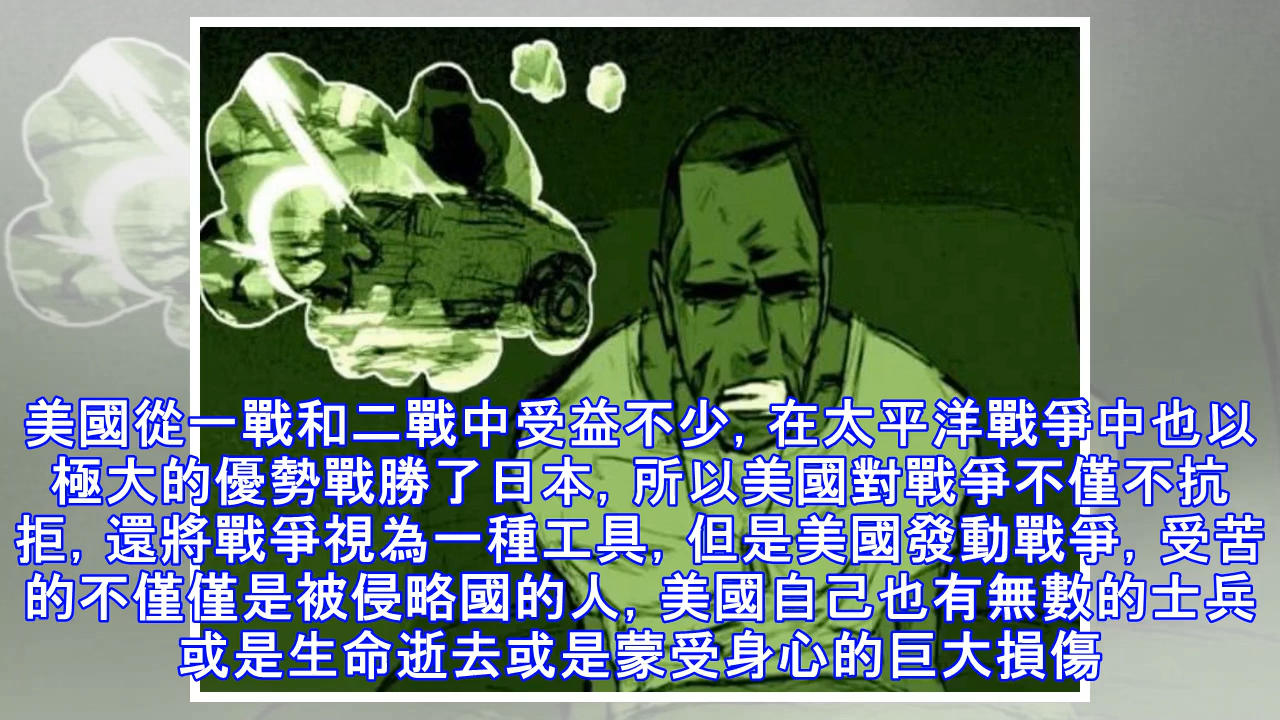 美國從一戰和二戰中受益不少, 在太平洋戰爭中也以
極大的優勢戰勝了日本, 所以美國對戰爭不僅不抗
拒, 還將戰爭視為一種工具, 但是美國發動戰爭, 受苦
的不僅僅是被侵略國的人, 美國自己也有無數的士兵
或是生命逝去或是蒙受身心的巨大損傷